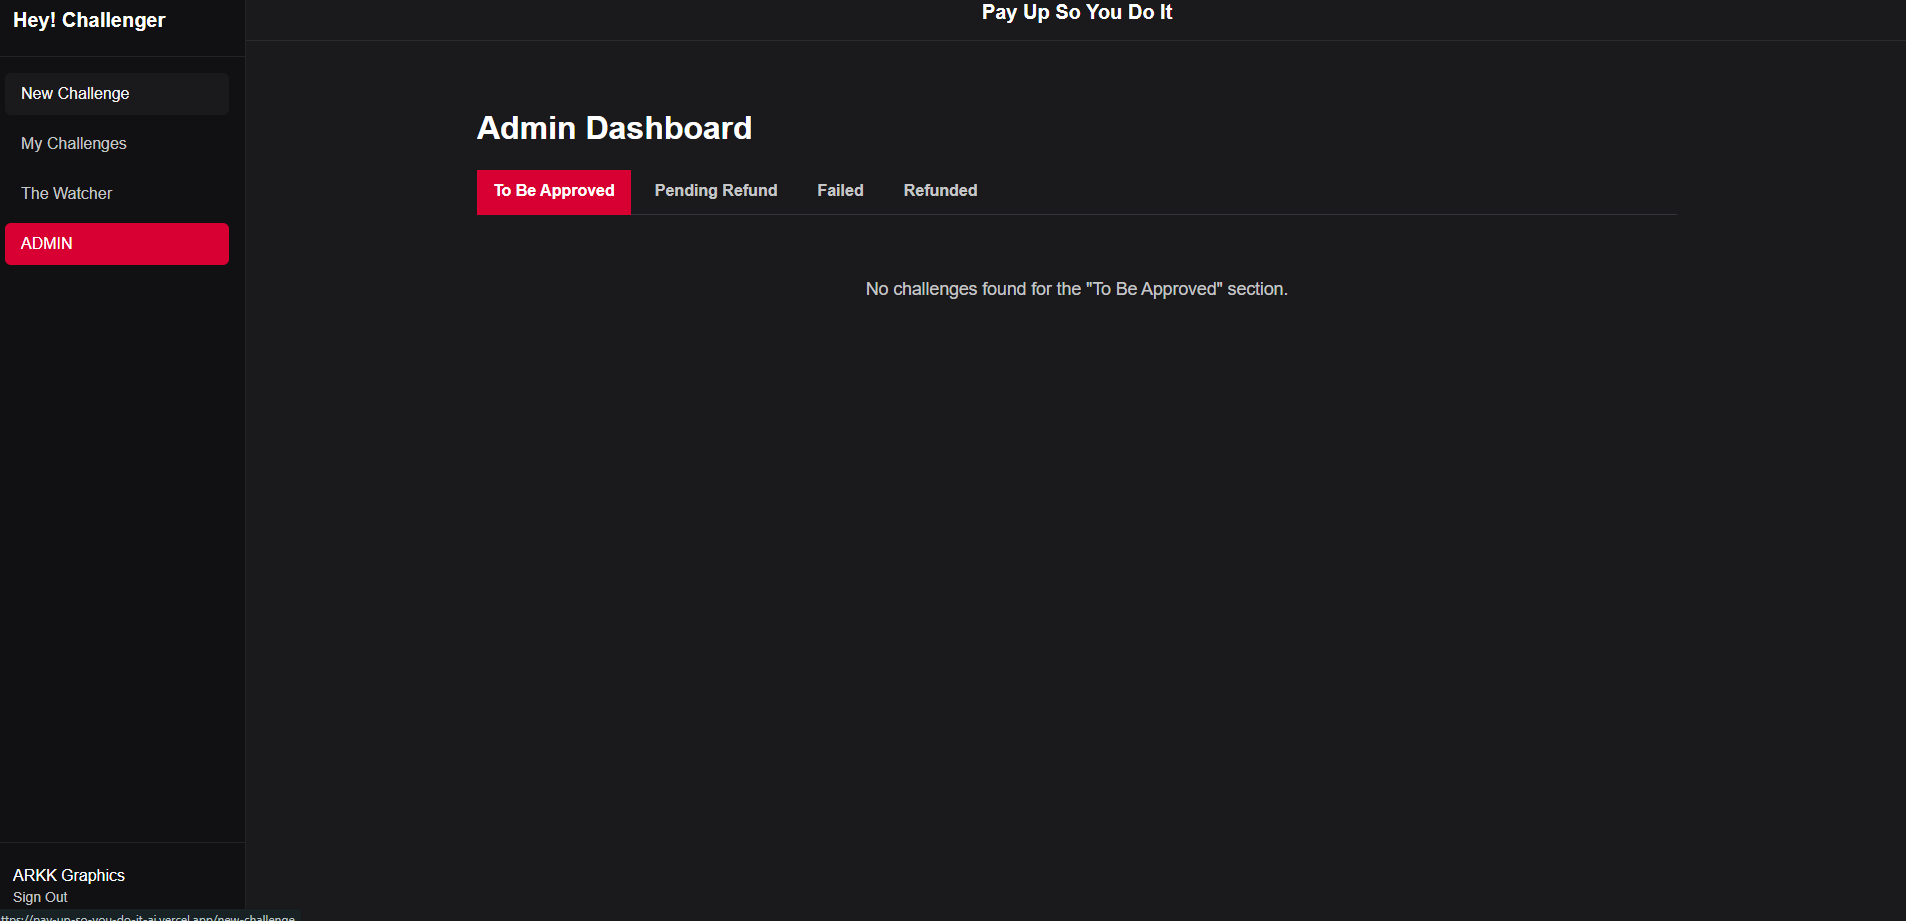 Hey! Challenger
Pay Up So You Do It
New Challenge
My Challenges
The Watcher
ADMIN
Admin Dashboard
To Be Approved
Pending Refund
Failed
Refunded
No challenges found for the "To Be Approved" section.
ARKK Graphics
Sign Out
ttps://pay-up-so-you-do-it-ai.vercel.app/new-challenge